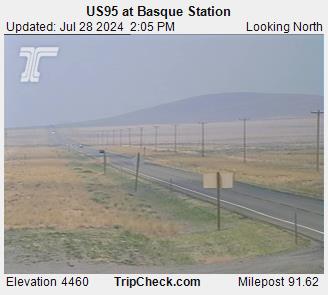 US95 at Basque Station
Updated: Jul 28 2024 2:05 PM Looking North
Elevation 4460 TripCheck.com Milepost 91.62